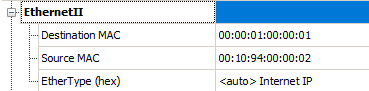 EthernetII
Destination MAC 00:00:01:00:00:01
Source MAC 00:10:94:00:00:02
EtherType (hex) <auto> Internet IP